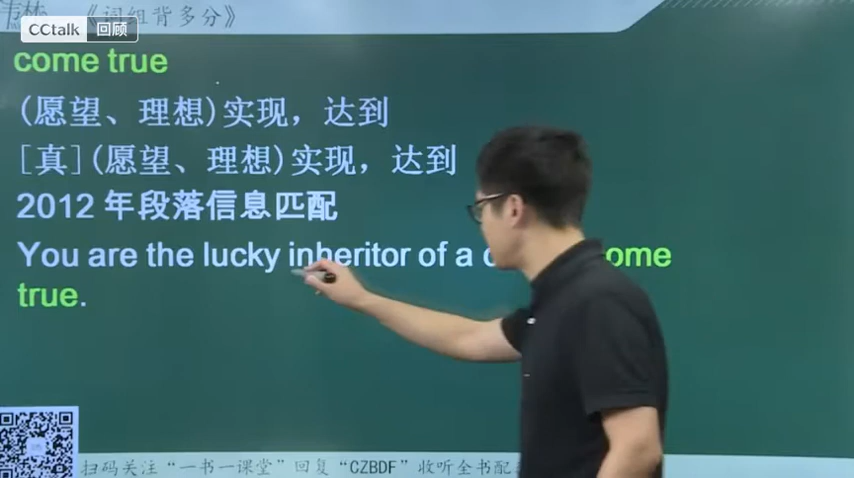 CCtalk 回顾
《词组背多分》
come true
(愿望、理想)实现，达到
[真](愿望、理想)实现，达到
2012 年段落信息匹配
You are the lucky inheritor of a ome
true.
扫码关注“一书一课堂”回复“CZBDF”收听全书配